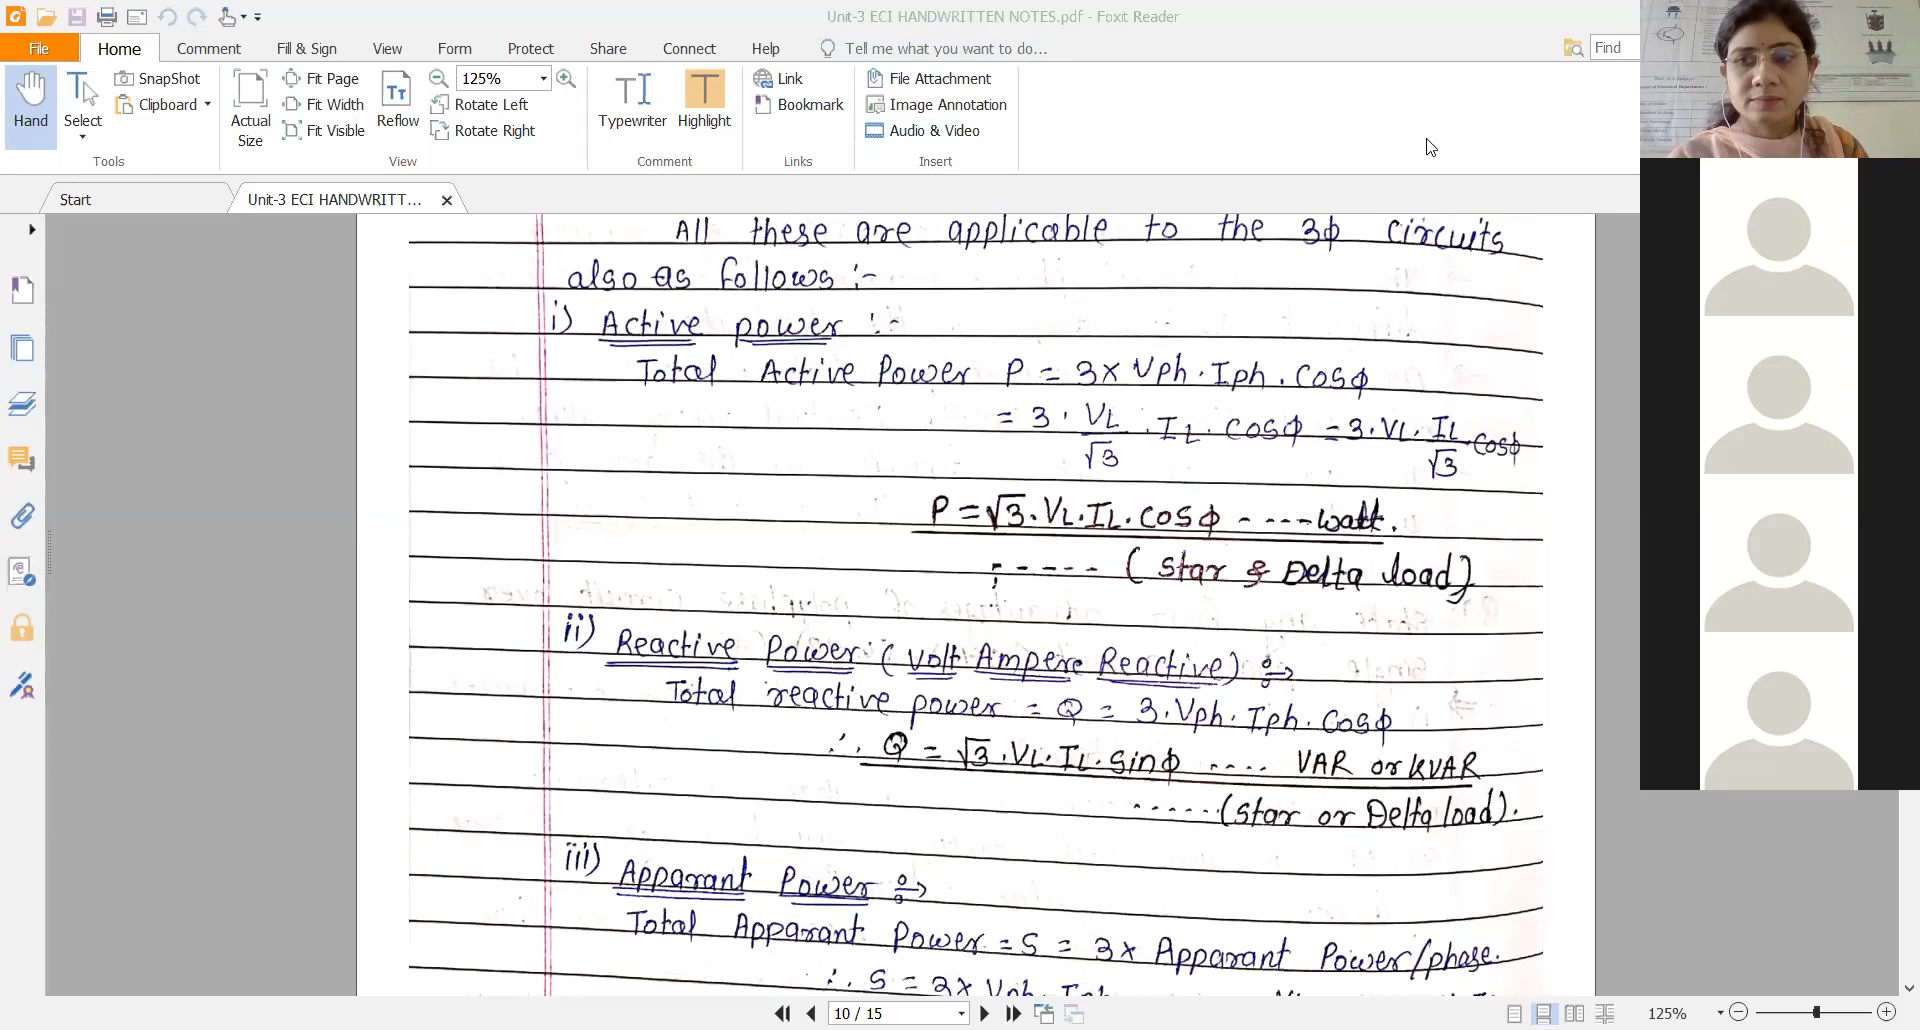 Unit-3 ECI HANDWRITTEN NOTES.pdf - Foxit Reader
File Home Comment Fill & Sign View Form Protect Share Connect Help Tell me what you want to do... Find
Hand
Select
SnapShot
Clipboard
Tools
Actual Size
Fit Page
Fit Width
Fit Visible
Reflow
125%
Rotate Left
Rotate Right
View
Typewriter
Highlight
Comment
Link
Bookmark
Links
File Attachment
Image Annotation
Audio & Video
Insert
Start
Unit-3 ECI HANDWRITT...
All these are applicable to the 3ϕ circuits
also as follows :-
i) Active power :-
Total Active Power P = 3 x Vph . Iph . cosϕ
= 3 . VL/√3 . IL . cosϕ = 3 . VL . IL/√3 . cosϕ
P = √3 . VL . IL . cosϕ - - - - watt.
; - - - - - (star & Delta load)
ii) Reactive Power (volt Ampere Reactive) :→
Total reactive power = Q = 3 . Vph . Iph . cosϕ
∴ Q = √3 . VL . IL . sinϕ .... VAR or KVAR
...... (star or Delta load).
iii) Apparant Power :→
Total Apparant Power = S = 3 x Apparant Power/phase.
∴ S = 3 x Vph . Iph
10 / 15
125%